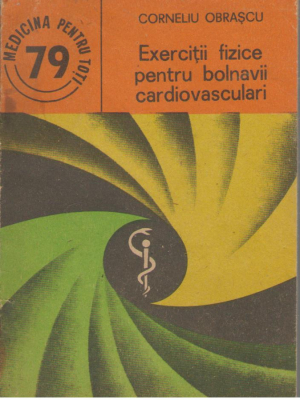 MEDICINA PENTRU TOȚI
79
CORNELIU OBRAȘCU
Exerciții fizice
pentru bolnavii
cardiovasculari